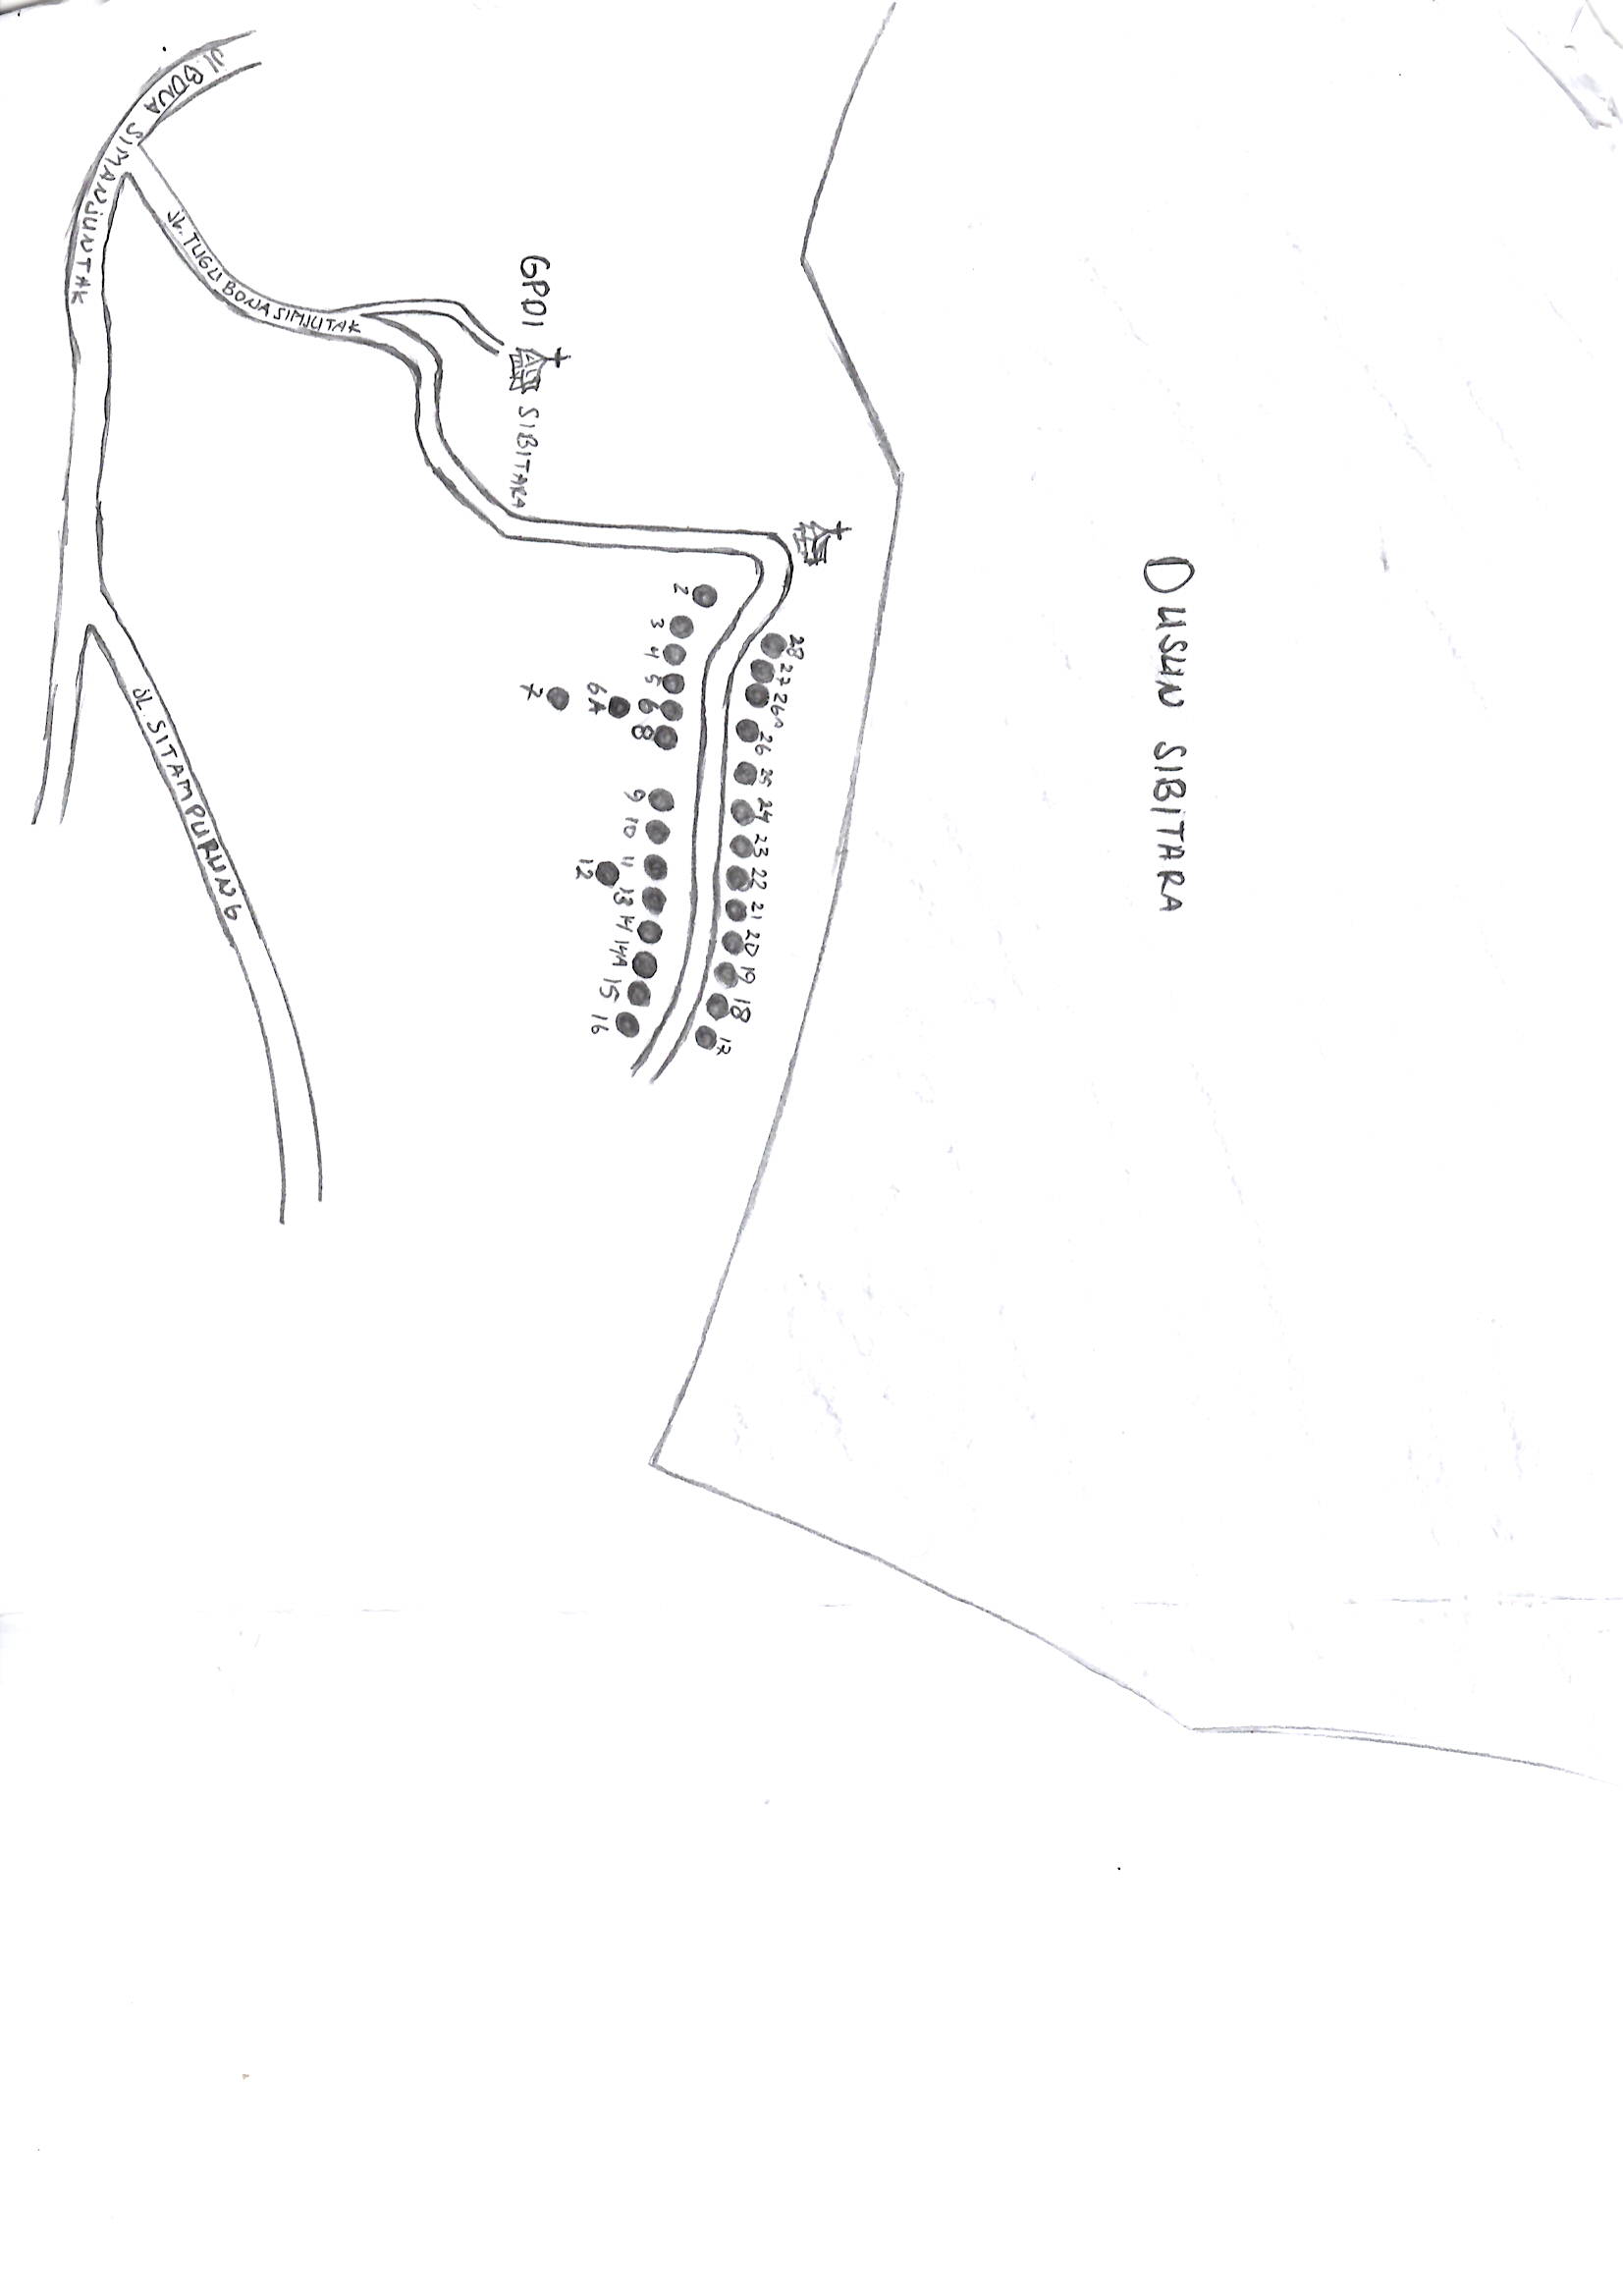 DUSUN SIBITARA
28 27 26A 26 25 24 23 22 21 20 19 18 17
2 3 4 5 6 8 9 10 11 13 14 14A 15 16
6A 12
7
GPDI SIBITARA
JL. TUGU BONA SIMJUTAK
JL. SITAMPURUNG
Jl. BONA SIMANJUNTAK